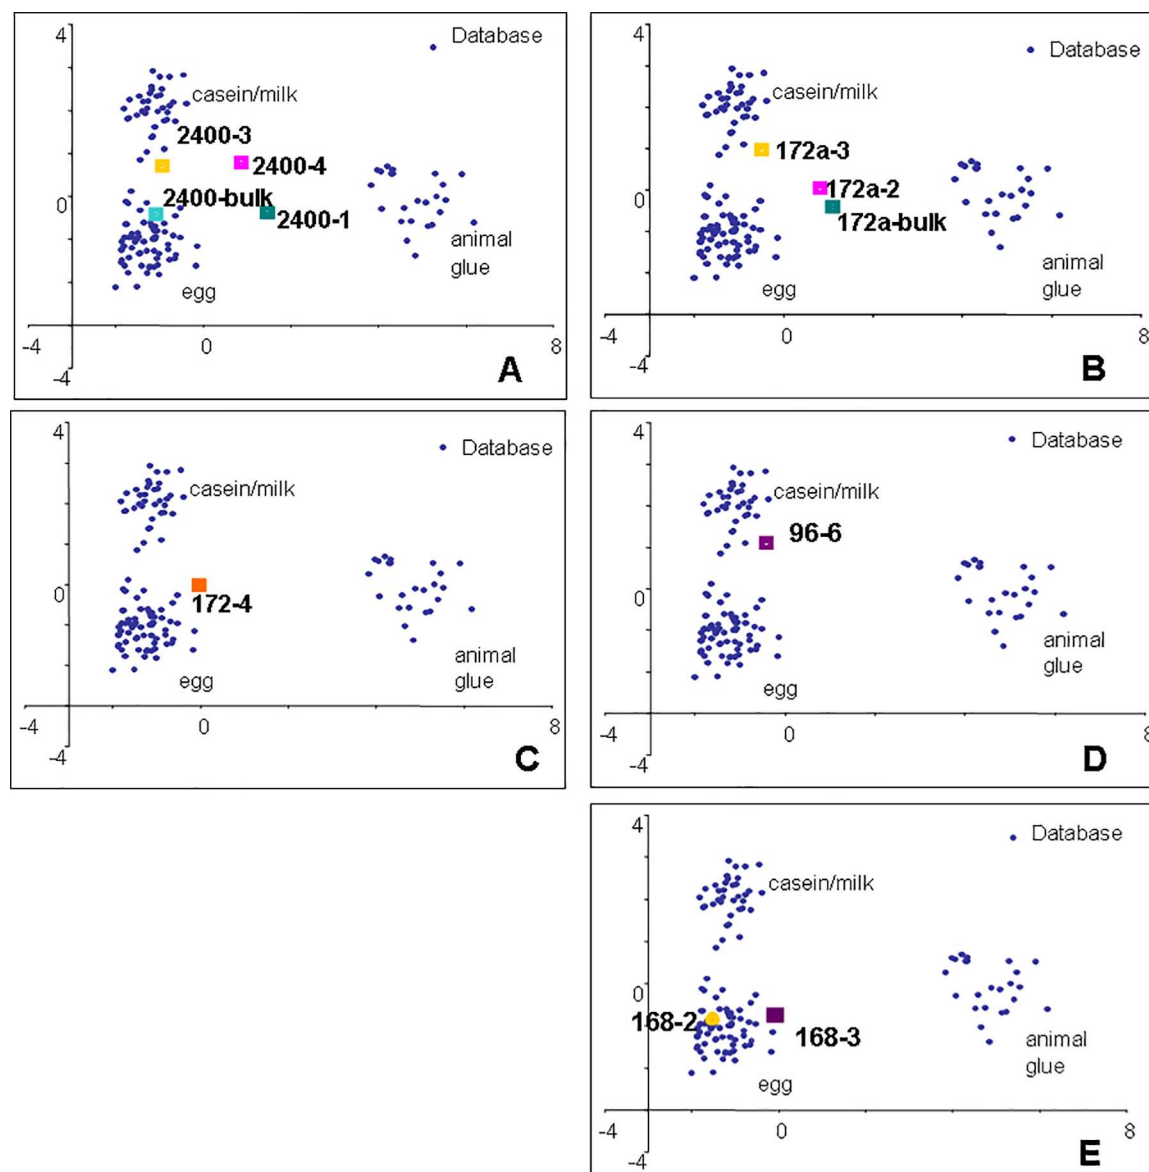 4
Database
casein/milk
2400-3
2400-4
2400-bulk
0
2400-1
animal
glue
egg
-4
0
8
-4
A
4
Database
casein/milk
172a-3
172a-2
0
172a-bulk
animal
glue
egg
-4
0
8
-4
B
4
Database
casein/milk
0
172-4
animal
glue
egg
-4
0
8
-4
C
4
Database
casein/milk
96-6
0
animal
glue
egg
-4
0
8
-4
D
4
Database
casein/milk
0
168-2
168-3
animal
glue
egg
-4
0
8
-4
E